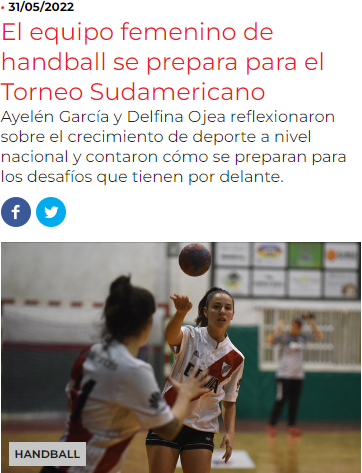 • 31/05/2022
El equipo femenino de
handball se prepara para el
Torneo Sudamericano
Ayelén García y Delfina Ojea reflexionaron
sobre el crecimiento de deporte a nivel
nacional y contaron cómo se preparan para
los desafíos que tienen por delante.
HANDBALL